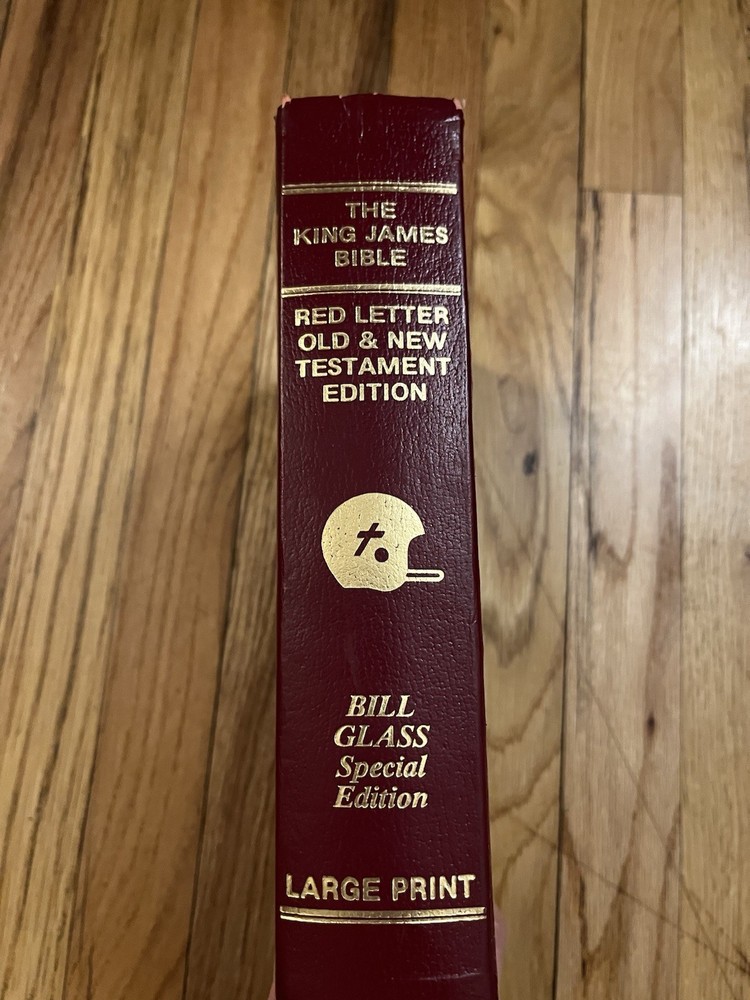 THE
KING JAMES
BIBLE
RED LETTER
OLD & NEW
TESTAMENT
EDITION
BILL
GLASS
Special
Edition
LARGE PRINT